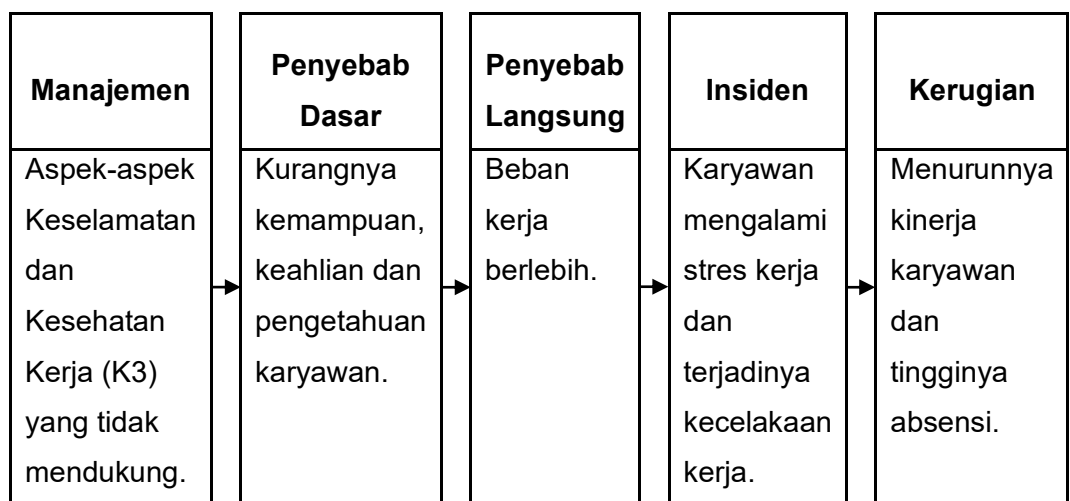 Manajemen
Aspek-aspek
Keselamatan
dan
Kesehatan
Kerja (K3)
yang tidak
mendukung.
Penyebab
Dasar
Kurangnya
kemampuan,
keahlian dan
pengetahuan
karyawan.
Penyebab
Langsung
Beban
kerja
berlebih.
Insiden
Karyawan
mengalami
stres kerja
dan
terjadinya
kecelakaan
kerja.
Kerugian
Menurunnya
kinerja
karyawan
dan
tingginya
absensi.